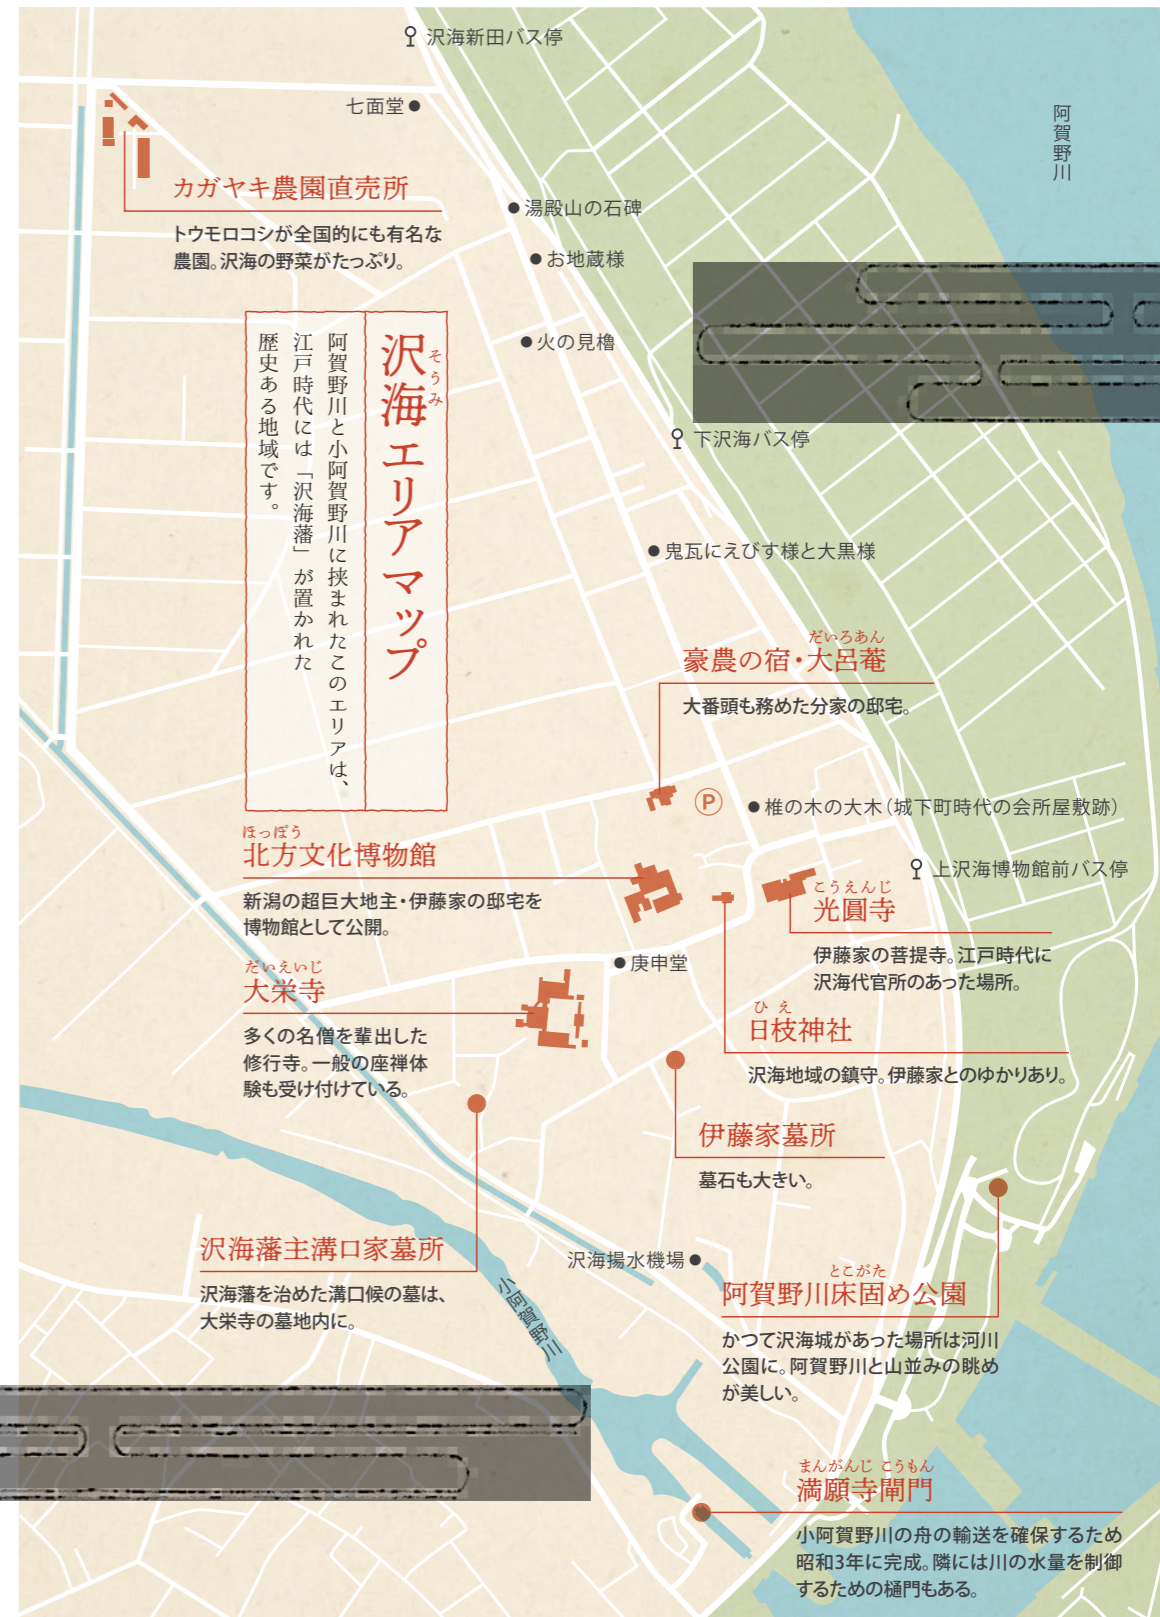 沢海新田バス停
七面堂
阿賀野川
カガヤキ農園直売所
トウモロコシが全国的にも有名な
農園。沢海の野菜がたっぷり。
湯殿山の石碑
お地蔵様
火の見櫓
そうみ
沢海エリアマップ
阿賀野川と小阿賀野川に挟まれたこのエリアは、
江戸時代には「沢海藩」が置かれた
歴史ある地域です。
下沢海バス停
鬼瓦にえびす様と大黒様
だいろあん
豪農の宿・大呂菴
大番頭も務めた分家の邸宅。
P
椎の木の大木(城下町時代の会所屋敷跡)
ほっぽう
北方文化博物館
新潟の超巨大地主・伊藤家の邸宅を
博物館として公開。
上沢海博物館前バス停
こうえんじ
光圓寺
伊藤家の菩提寺。江戸時代に
沢海代官所のあった場所。
庚申堂
だいえいじ
大栄寺
多くの名僧を輩出した
修行寺。一般の座禅体
験も受け付けている。
ひえ
日枝神社
沢海地域の鎮守。伊藤家とのゆかりあり。
伊藤家墓所
墓石も大きい。
沢海藩主溝口家墓所
沢海藩を治めた溝口候の墓は、
大栄寺の墓地内に。
沢海揚水機場
小阿賀野川
とこがた
阿賀野川床固め公園
かつて沢海城があった場所は河川
公園に。阿賀野川と山並みの眺め
が美しい。
まんがんじ こうもん
満願寺閘門
小阿賀野川の舟の輸送を確保するため
昭和3年に完成。隣には川の水量を制御
するための樋門もある。